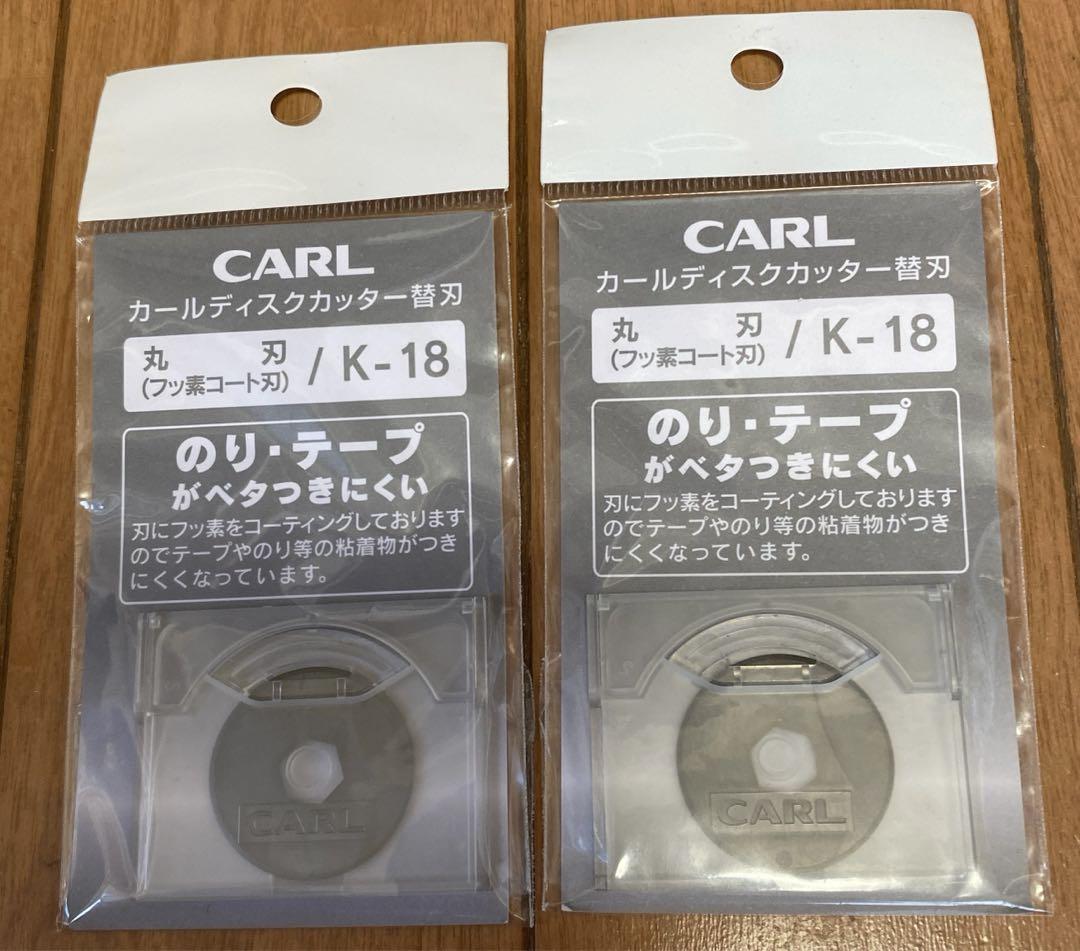 CARL
カールディスクカッター替刃
丸 刃
(フッ素コート刃) / K-18
のり・テープ
がベタつきにくい
刃にフッ素をコーティングしております
のでテープやのり等の粘着物がつき
にくくなっています。
CARL
CARL
カールディスクカッター替刃
丸 刃
(フッ素コート刃) / K-18
のり・テープ
がベタつきにくい
刃にフッ素をコーティングしております
のでテープやのり等の粘着物がつき
にくくなっています。
CARL